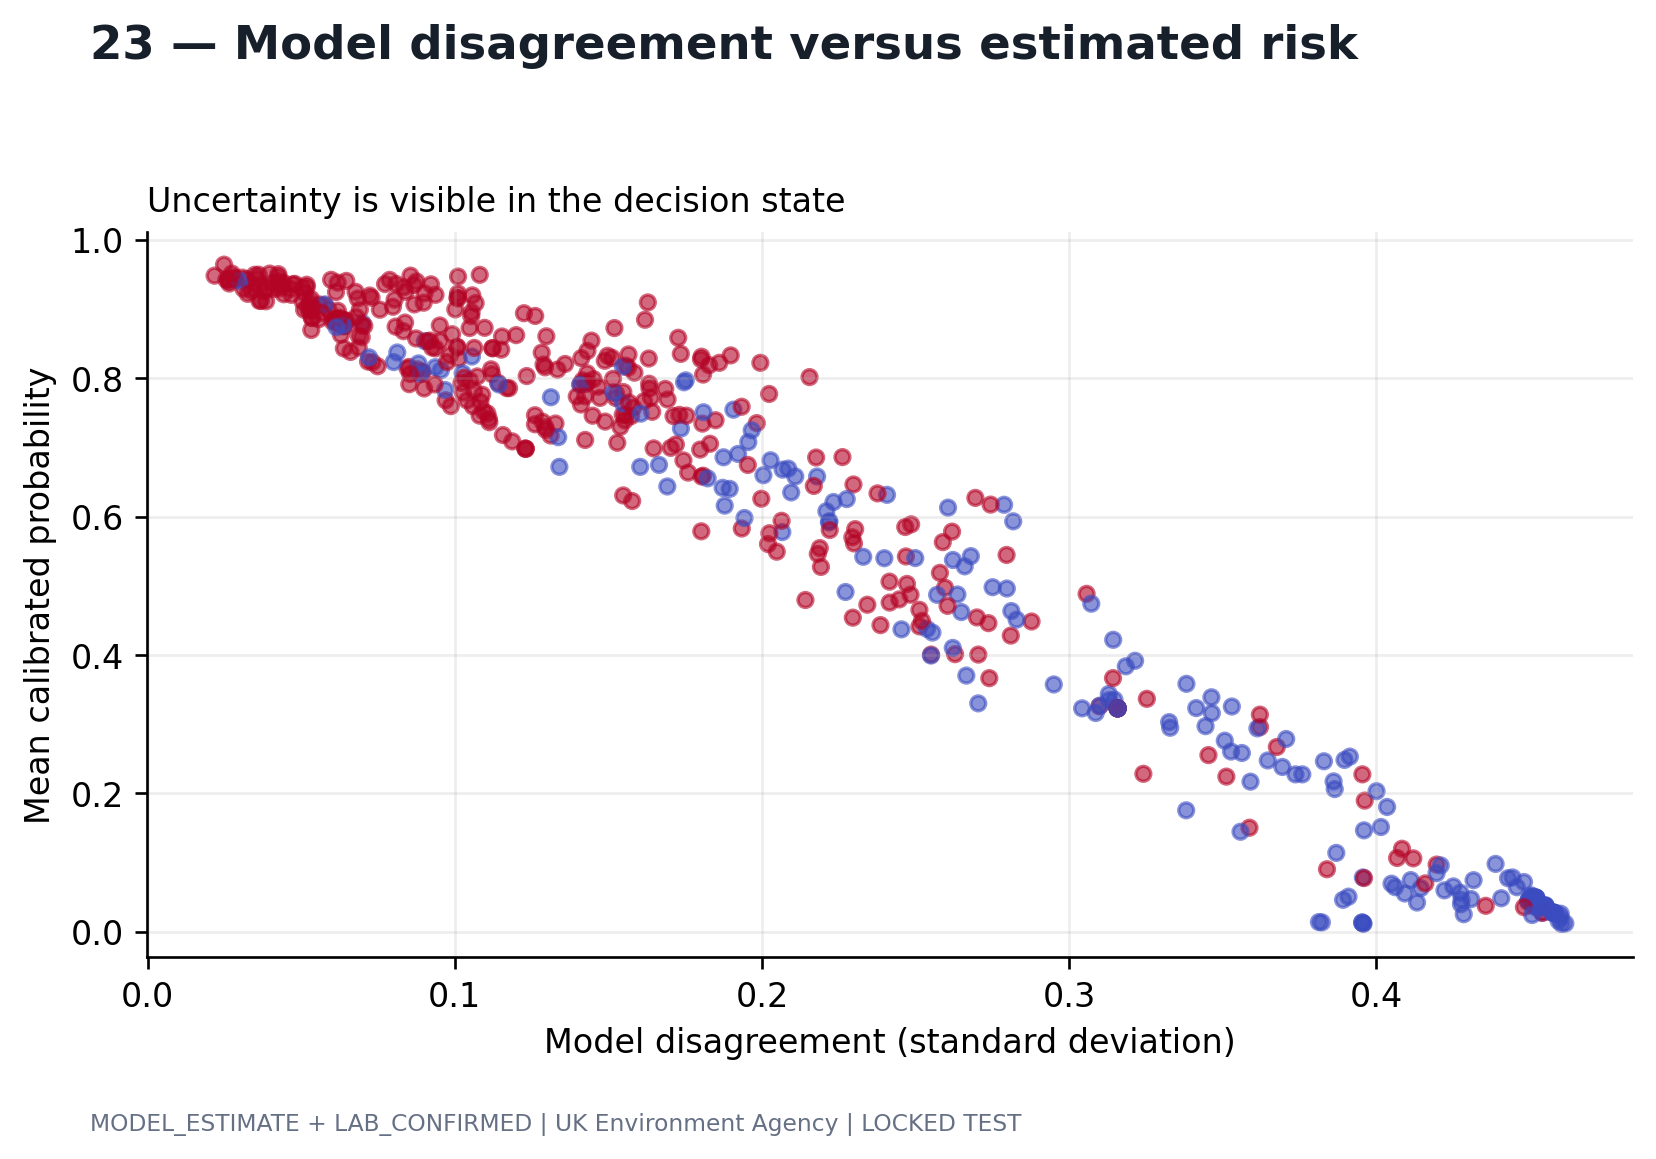 23 — Model disagreement versus estimated risk
Uncertainty is visible in the decision state
1.0
0.8
0.6
0.4
0.2
0.0
Mean calibrated probability
0.0 0.1 0.2 0.3 0.4
Model disagreement (standard deviation)
MODEL_ESTIMATE + LAB_CONFIRMED | UK Environment Agency | LOCKED TEST